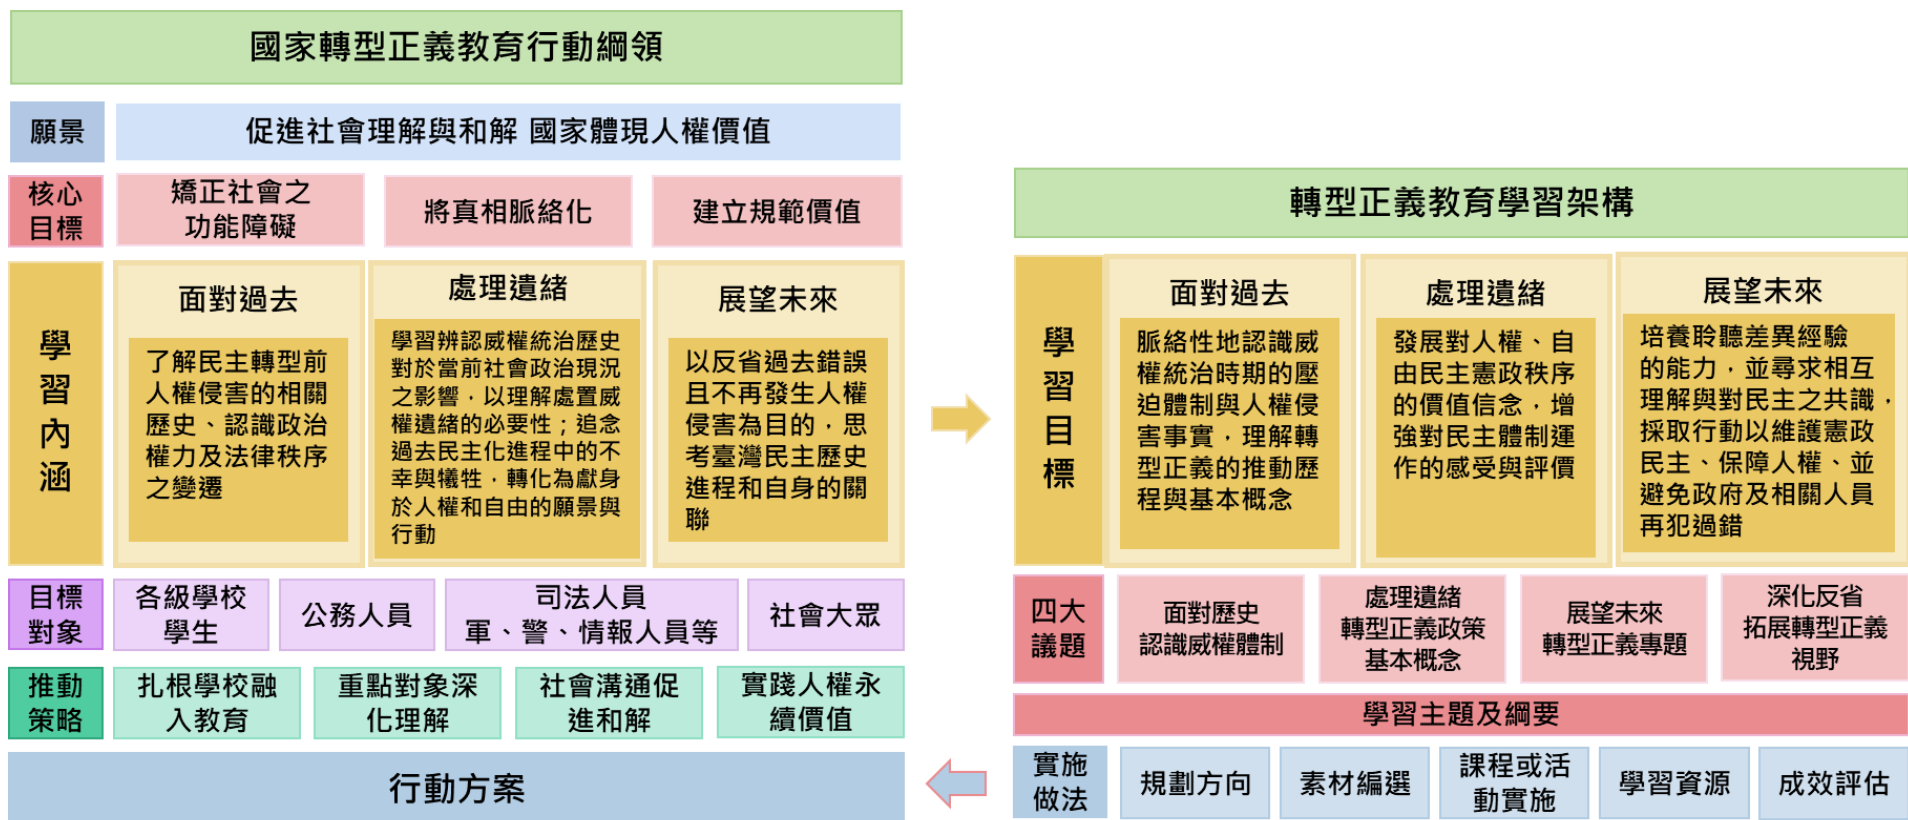 國家轉型正義教育行動綱領
願景
促進社會理解與和解 國家體現人權價值
核心
目標
矯正社會之
功能障礙
將真相脈絡化
建立規範價值
學
習
內
涵
面對過去
了解民主轉型前
人權侵害的相關
歷史、認識政治
權力及法律秩序
之變遷
處理遺緒
學習辨認威權統治歷史
對於當前社會政治現況
之影響，以理解處置威
權遺緒的必要性；追念
過去民主化進程中的不
幸與犧牲，轉化為獻身
於人權和自由的願景與
行動
展望未來
以反省過去錯誤
且不再發生人權
侵害為目的，思
考臺灣民主歷史
進程和自身的關
聯
目標
對象
各級學校
學生
公務人員
司法人員
軍、警、情報人員等
社會大眾
推動
策略
扎根學校融
入教育
重點對象深
化理解
社會溝通促
進和解
實踐人權永
續價值
行動方案
轉型正義教育學習架構
學
習
目
標
面對過去
脈絡性地認識威
權統治時期的壓
迫體制與人權侵
害事實，理解轉
型正義的推動歷
程與基本概念
處理遺緒
發展對人權、自
由民主憲政秩序
的價值信念，增
強對民主體制運
作的感受與評價
展望未來
培養聆聽差異經驗
的能力，並尋求相互
理解與對民主之共識，
採取行動以維護憲政
民主、保障人權、並
避免政府及相關人員
再犯過錯
四大
議題
面對歷史
認識威權體制
處理遺緒
轉型正義政策
基本概念
展望未來
轉型正義專題
深化反省
拓展轉型正義
視野
學習主題及綱要
實施
做法
規劃方向
素材編選
課程或活
動實施
學習資源
成效評估